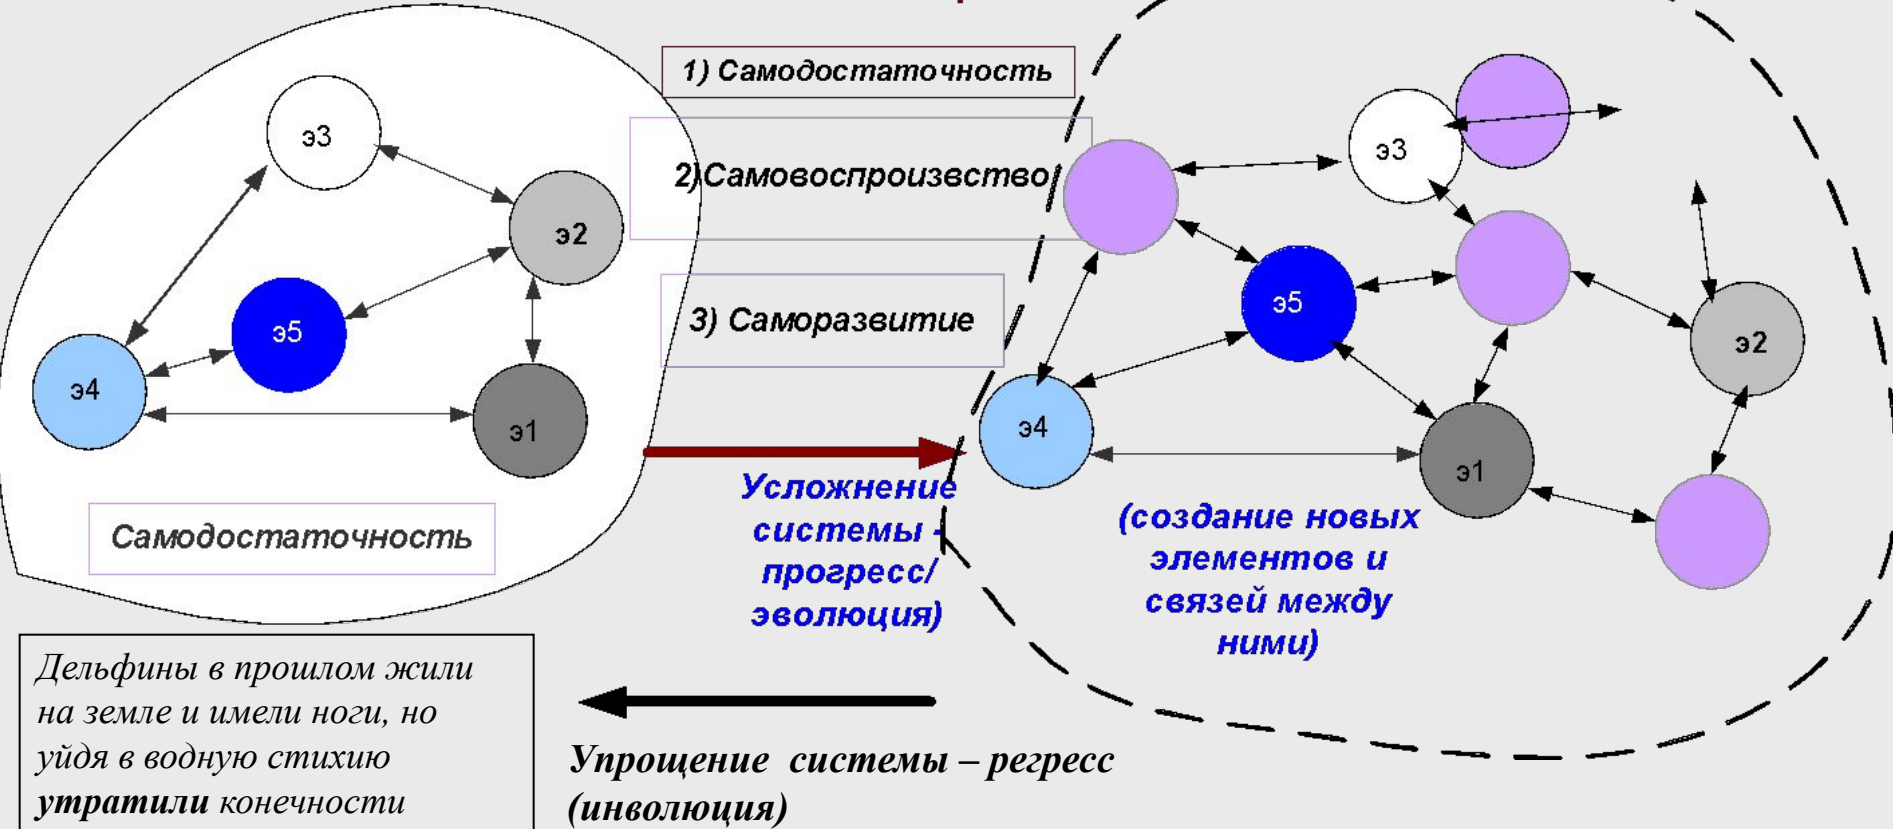 э3
э2
э5
э4
э1
Самодостаточность
1) Самодостаточность
2)Самовоспроизвство
3) Саморазвитие
Усложнение
системы -
прогресс/
эволюция)
э3
э5
э2
э4
э1
(создание новых
элементов и
связей между
ними)
Дельфины в прошлом жили
на земле и имели ноги, но
уйдя в водную стихию
утратили конечности
Упрощение системы – регресс
(инволюция)